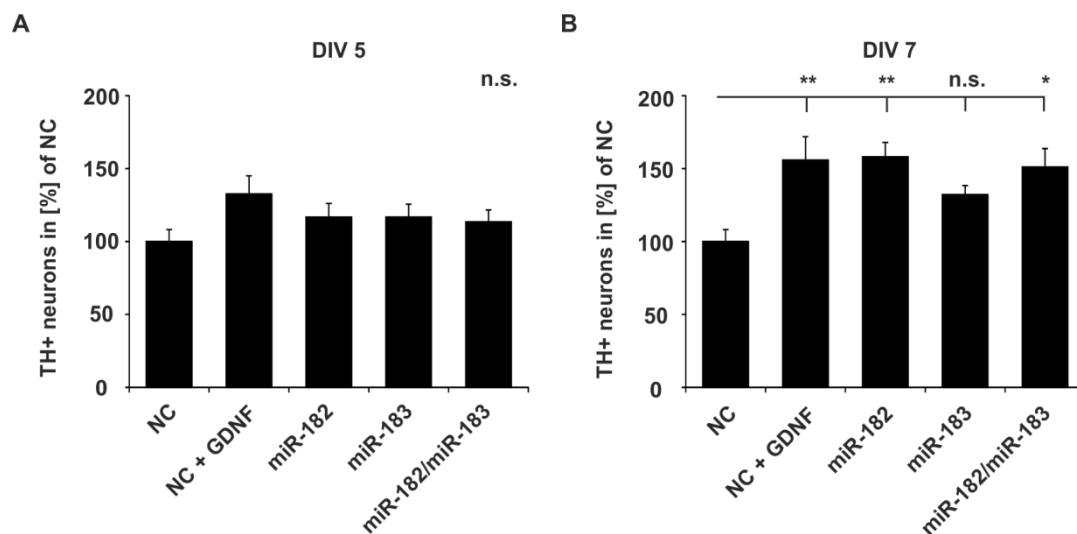 A
DIV 5
n.s.
TH+ neurons in [%] of NC
200
150
100
50
0
NC
NC + GDNF
miR-182
miR-183
miR-182/miR-183
B
DIV 7
** ** n.s. *
TH+ neurons in [%] of NC
200
150
100
50
0
NC
NC + GDNF
miR-182
miR-183
miR-182/miR-183